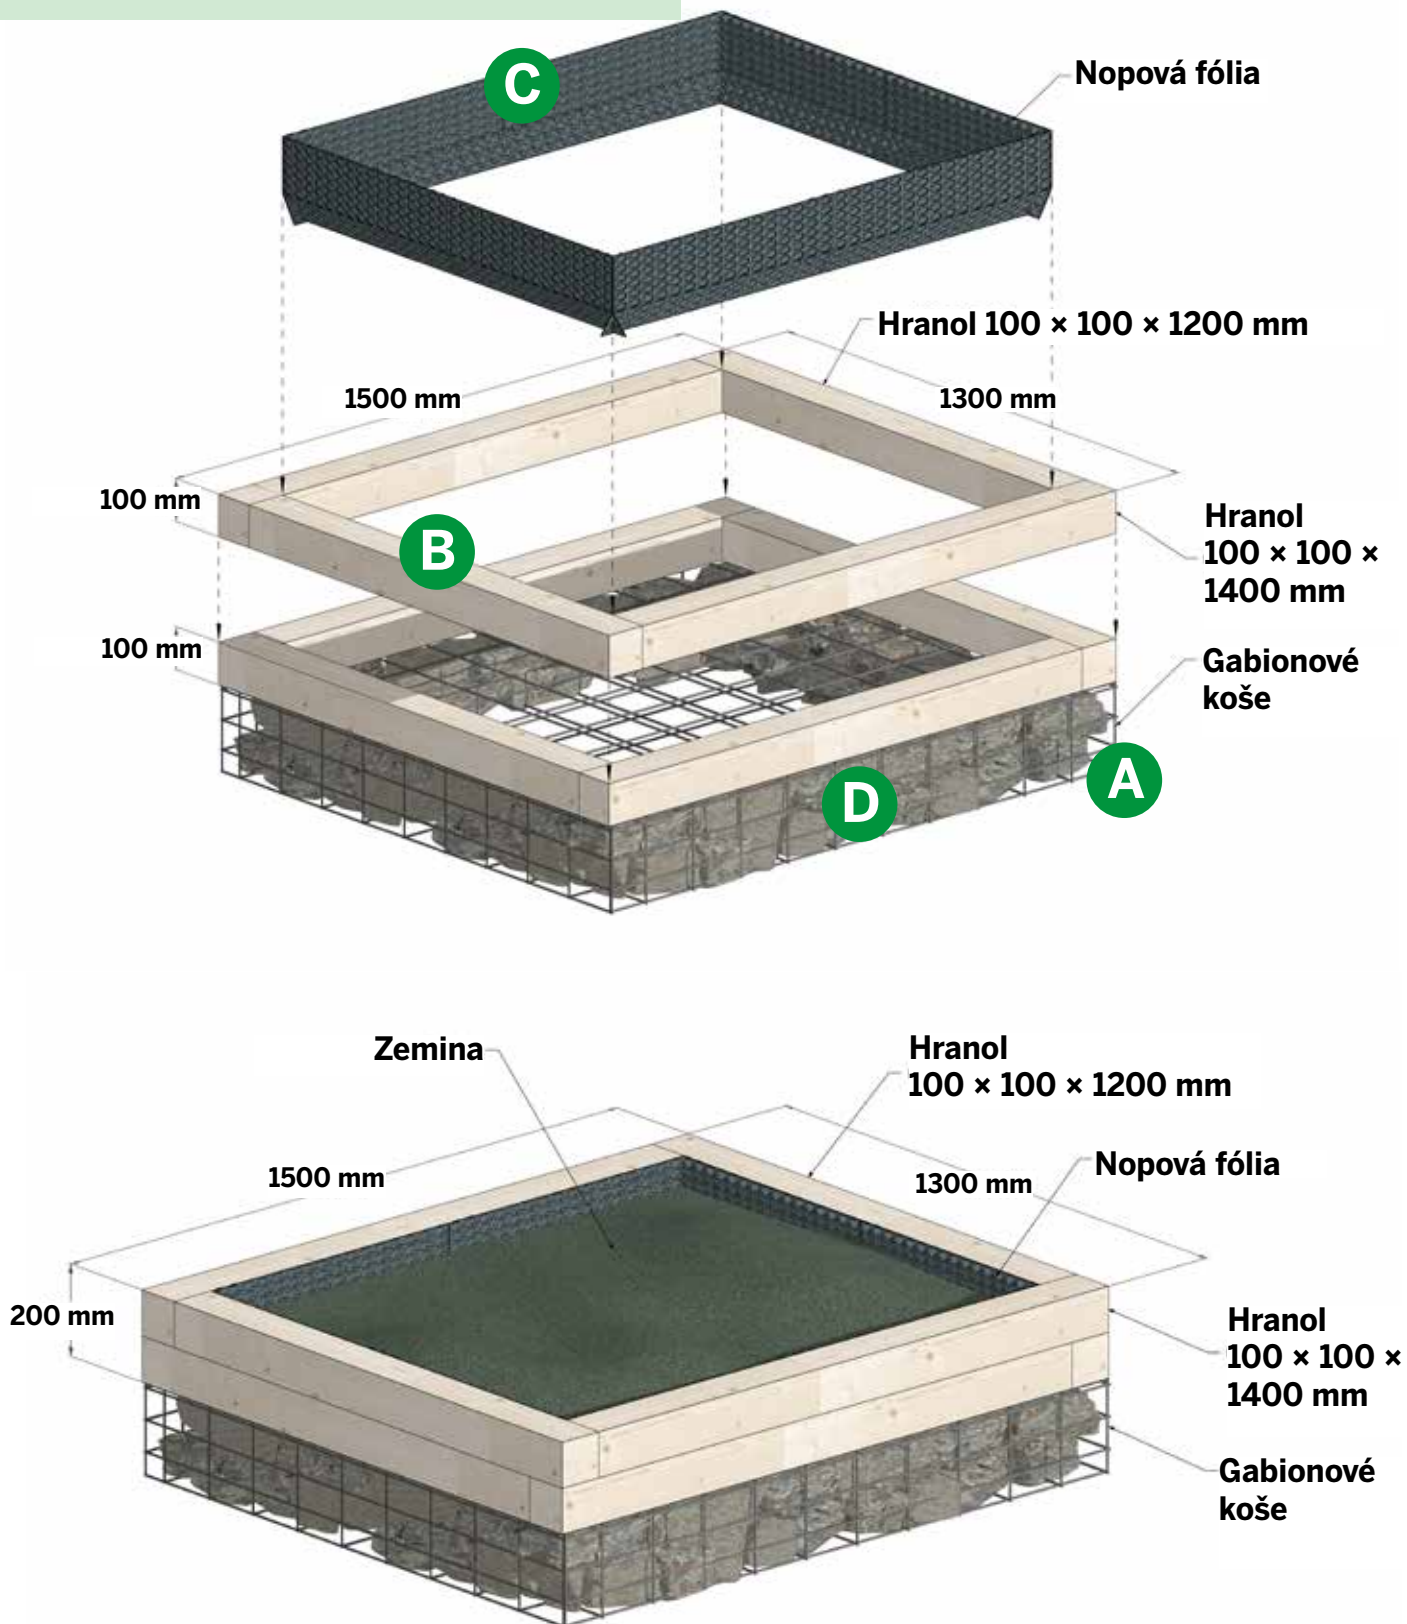 C
Nopová fólia
Hranol 100 × 100 × 1200 mm
1500 mm
1300 mm
100 mm
B
Hranol
100 × 100 ×
1400 mm
100 mm
Gabionové
koše
A
D
Zemina
Hranol
100 × 100 × 1200 mm
1500 mm
Nopová fólia
1300 mm
200 mm
Hranol
100 × 100 ×
1400 mm
Gabionové
koše